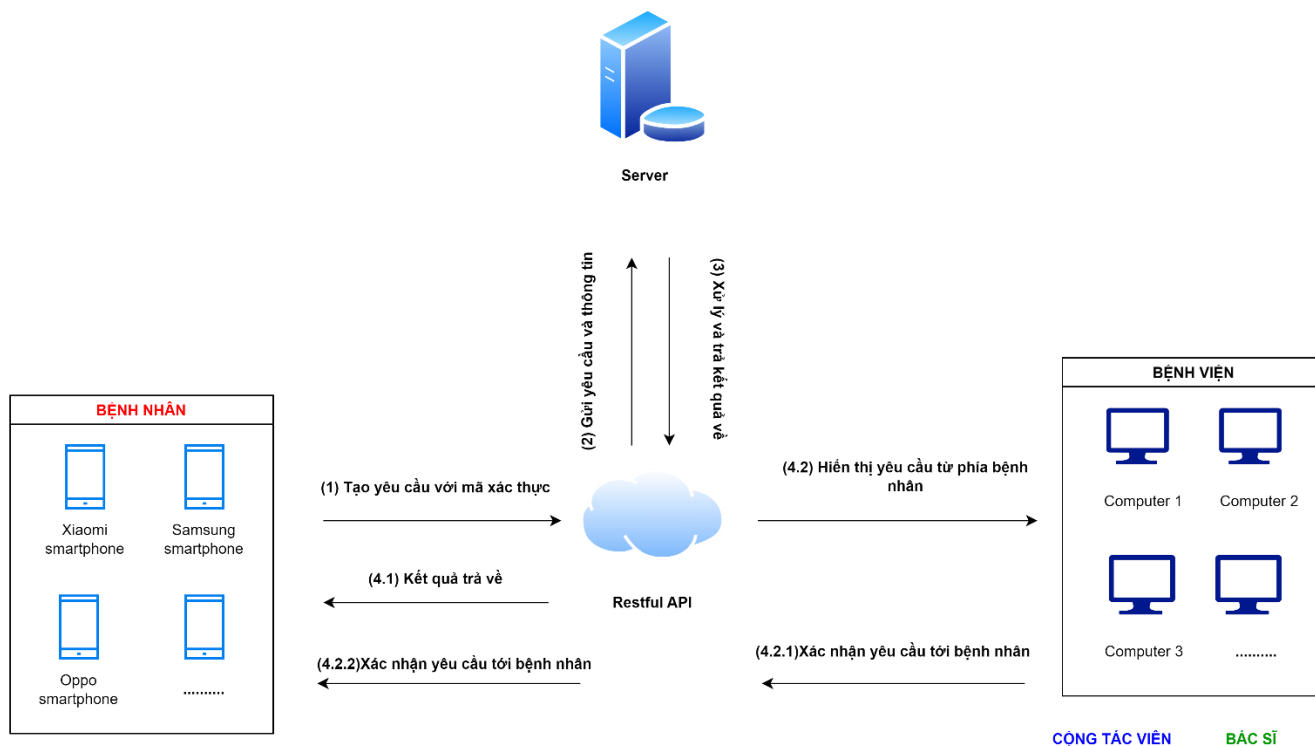 Server
(2) Gửi yêu cầu và thông tin
(3) Xử lý và trả kết quả về
BỆNH NHÂN
Xiaomi
smartphone
Samsung
smartphone
Oppo
smartphone
..........
(1) Tạo yêu cầu với mã xác thực
(4.1) Kết quả trả về
(4.2.2)Xác nhận yêu cầu tới bệnh nhân
Restful API
(4.2) Hiển thị yêu cầu từ phía bệnh
nhân
(4.2.1)Xác nhận yêu cầu tới bệnh nhân
BỆNH VIỆN
Computer 1
Computer 2
Computer 3
..........
CỘNG TÁC VIÊN
BÁC SĨ